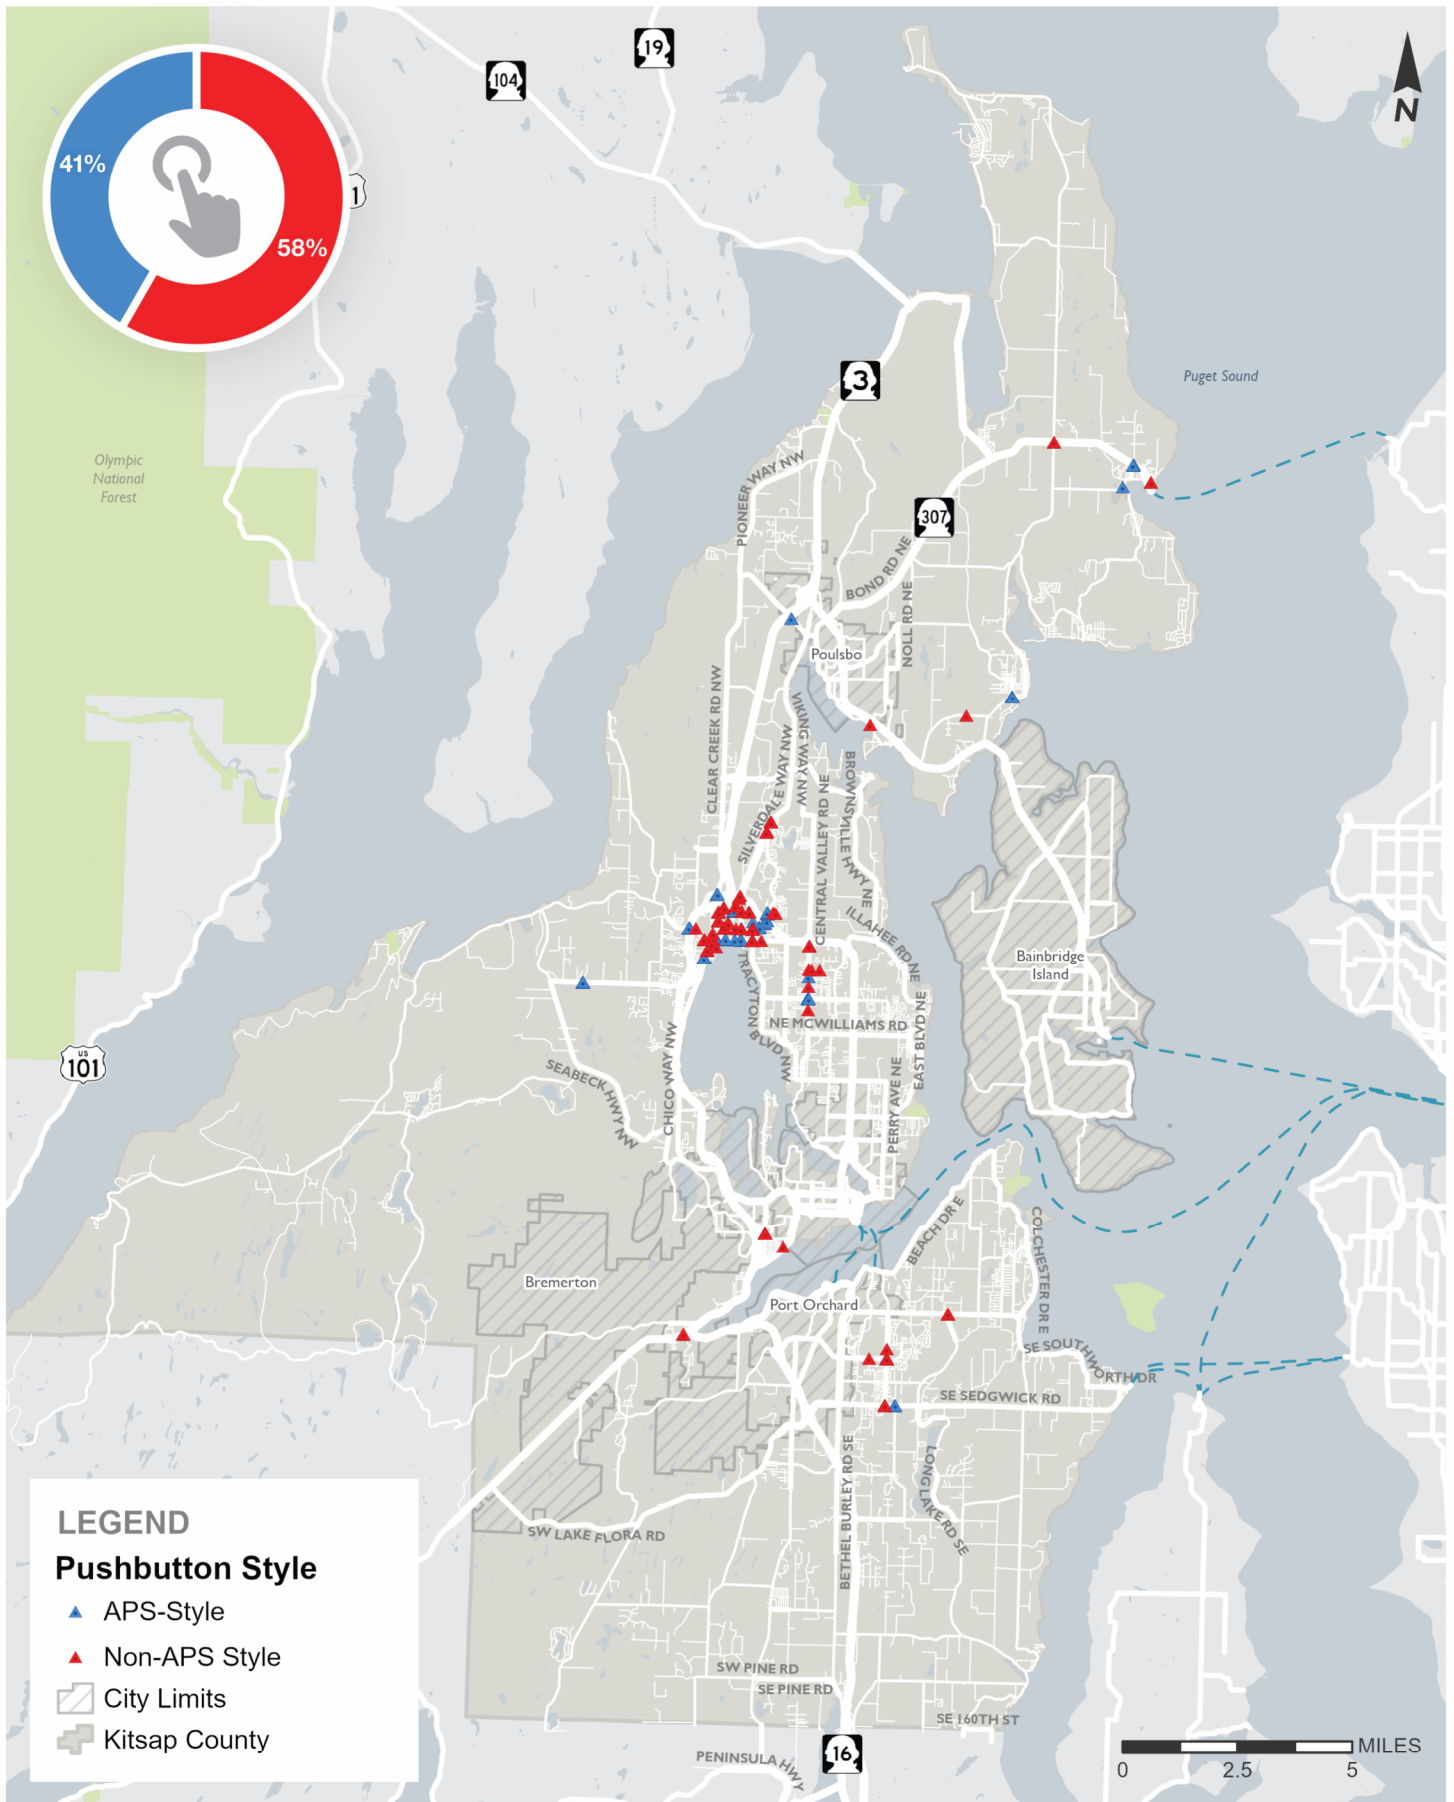 19
104
N
41%
1
58%
3
Puget Sound
Olympic
National
Forest
PIONEER WAY NW
307
BOND RD NE
NOLL RD NE
Poulsbo
CLEAR CREEK RD NW
VIKING WAY NW
SILVERDALE WAY NW
BROWNSVILLE HWY NE
CENTRAL VALLEY RD NE
ILLAHEE RD NE
Bainbridge
Island
TRACYTON BLVD NW
NE MCWILLIAMS RD
EAST BLVD NE
US
101
SEABECK HWY NW
CHICO WAY NW
PERRY AVE NE
BEACH DR E
COLCHESTER DR E
Bremerton
Port Orchard
SE SOUTHWORTH DR
SE SEDGWICK RD
BETHEL BURLEY RD SE
LONG LAKE RD SE
SW LAKE FLORA RD
LEGEND
Pushbutton Style
APS-Style
Non-APS Style
City Limits
Kitsap County
SW PINE RD
SE PINE RD
SE 160TH ST
16
PENINSULA HWY
MILES
0 2.5 5